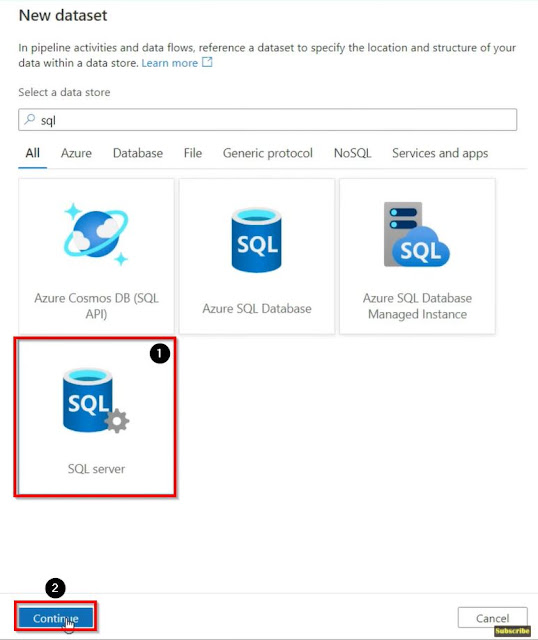 New dataset
In pipeline activities and data flows, reference a dataset to specify the location and structure of your
data within a data store. Learn more
Select a data store
sql
All Azure Database File Generic protocol NoSQL Services and apps
SQL
SQL
Azure Cosmos DB (SQL
API)
Azure SQL Database
Azure SQL Database
Managed Instance
1
SQL
SQL server
2
Continue
Cancel
Subscribe